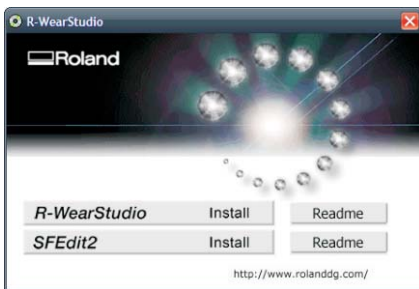 R-WearStudio
Roland
R-WearStudio Install Readme
SFEdit2 Install Readme
http://www.rolanddg.com/